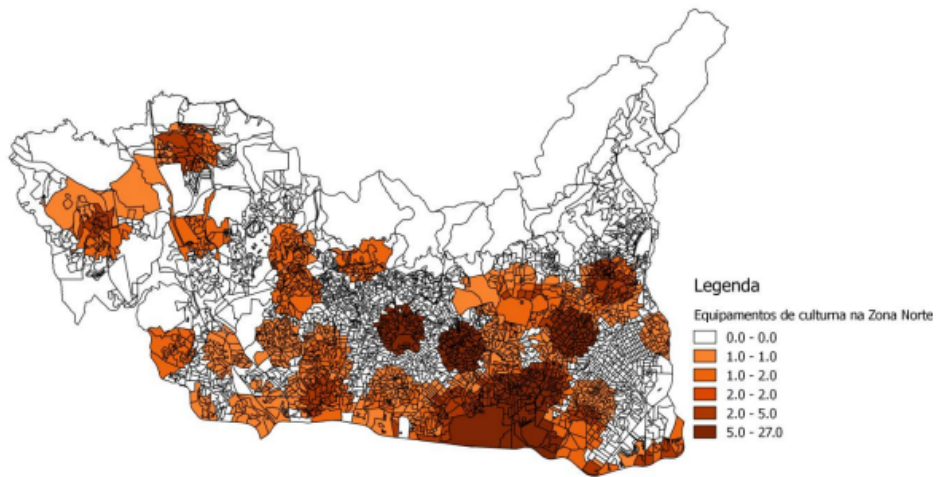 Legenda
Equipamentos de culturna na Zona Norte
0.0 - 0.0
1.0 - 1.0
1.0 - 2.0
2.0 - 2.0
2.0 - 5.0
5.0 - 27.0